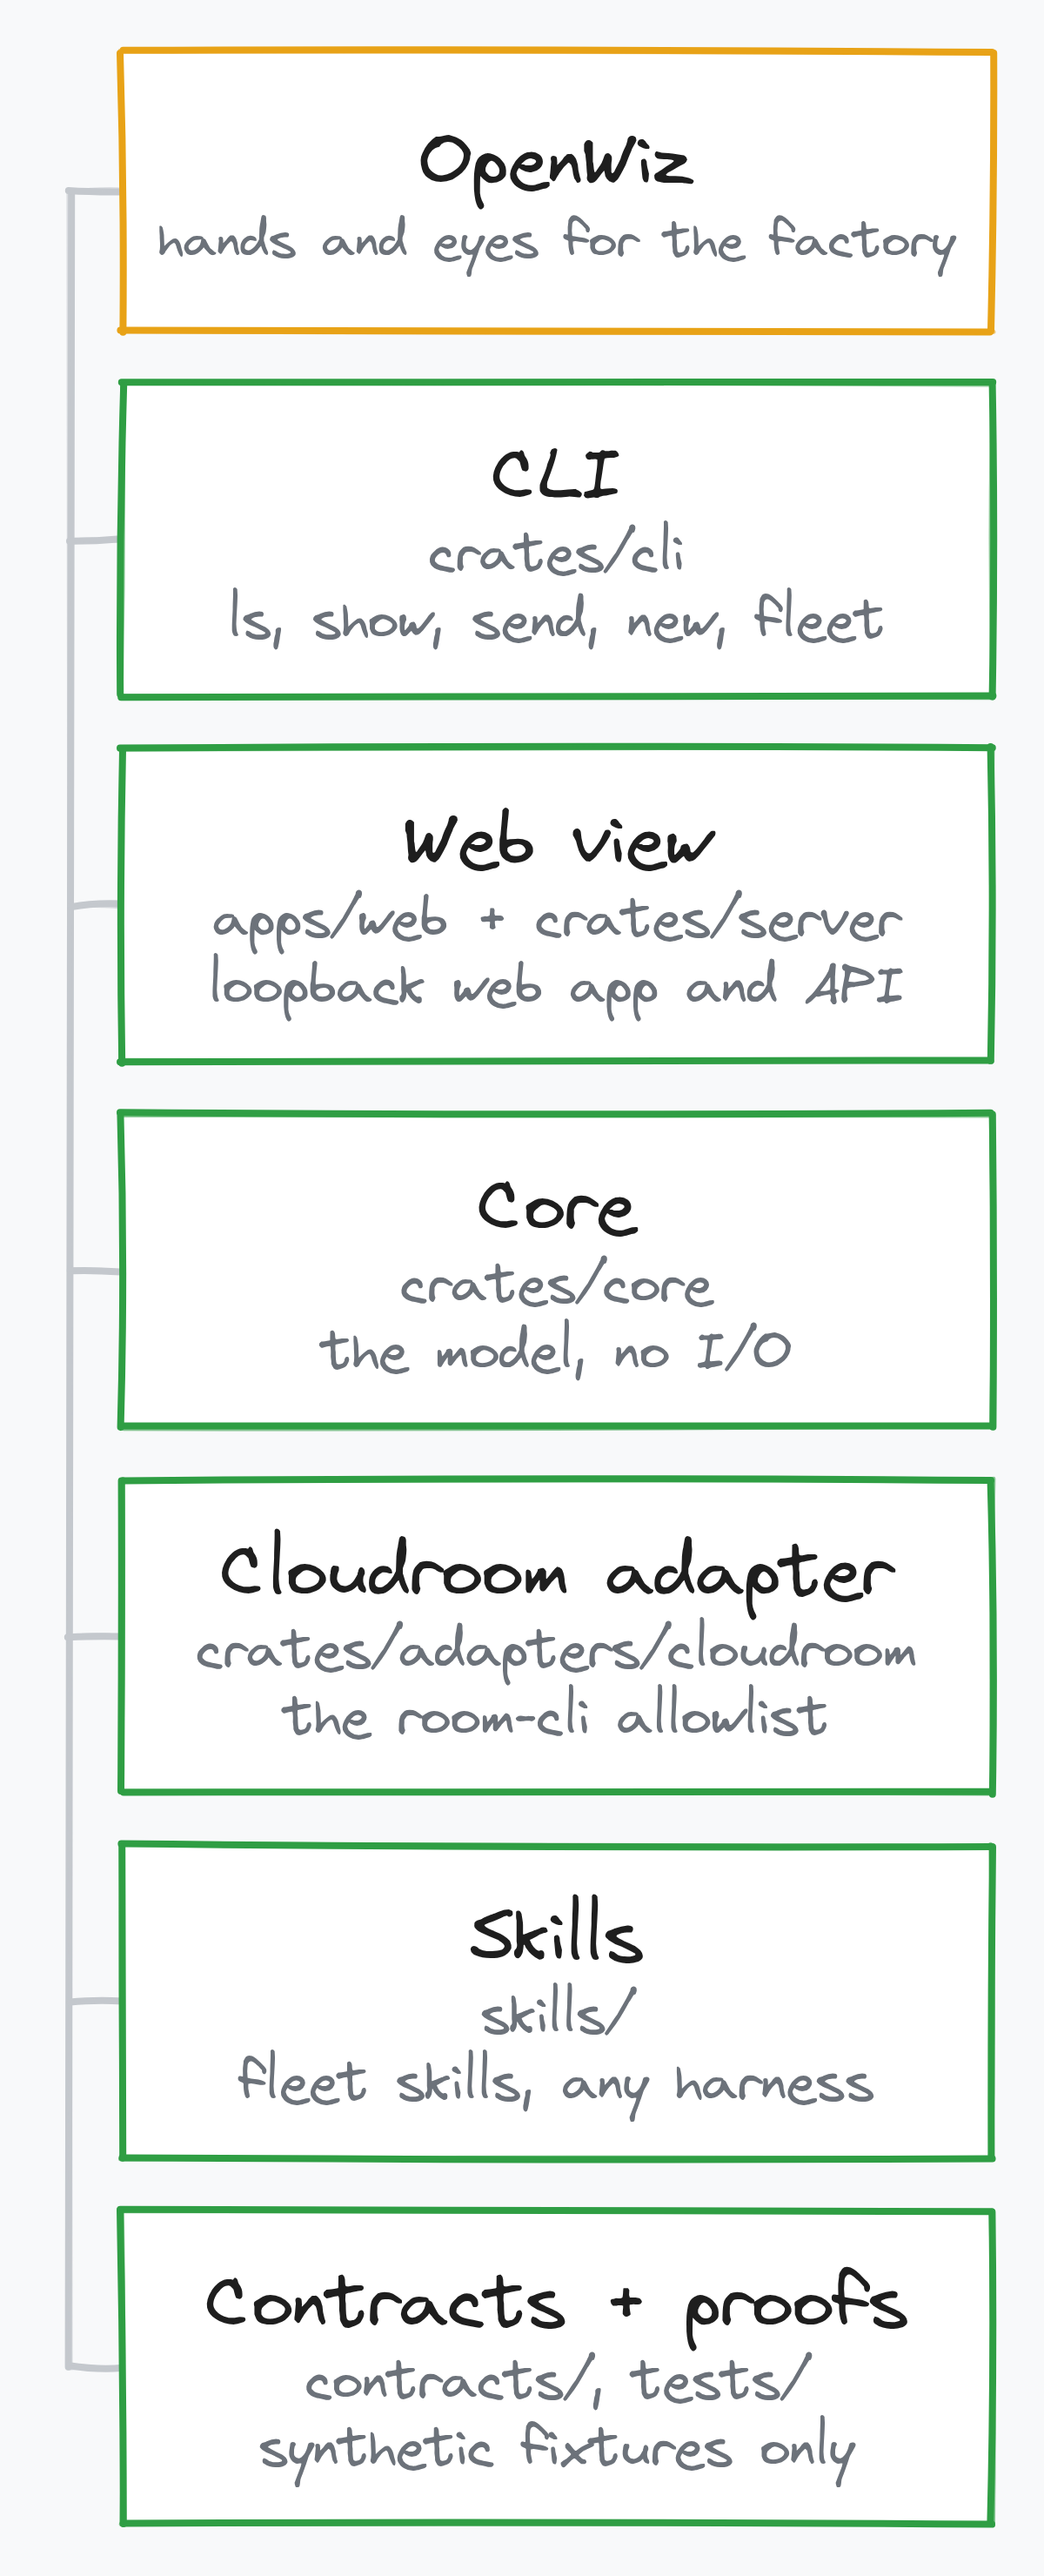 OpenWiz
hands and eyes for the factory
CLI
crates/cli
ls, show, send, new, fleet
Web view
apps/web + crates/server
loopback web app and API
Core
crates/core
the model, no I/O
Cloudroom adapter
crates/adapters/cloudroom
the room-cli allowlist
Skills
skills/
fleet skills, any harness
Contracts + proofs
contracts/, tests/
synthetic fixtures only